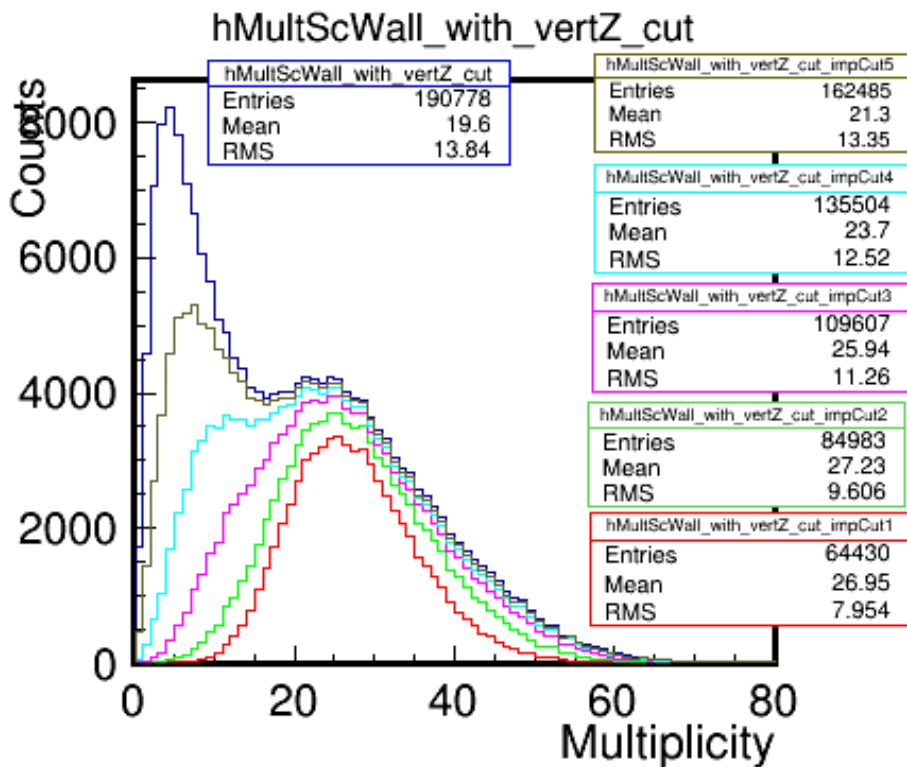 hMultScWall_with_vertZ_cut
hMultScWall_with_vertZ_cut
Entries 190778
Mean 19.6
RMS 13.84
hMultScWall_with_vertZ_cut_impCut5
Entries 162485
Mean 21.3
RMS 13.35
hMultScWall_with_vertZ_cut_impCut4
Entries 135504
Mean 23.7
RMS 12.52
hMultScWall_with_vertZ_cut_impCut3
Entries 109607
Mean 25.94
RMS 11.26
hMultScWall_with_vertZ_cut_impCut2
Entries 84983
Mean 27.23
RMS 9.606
hMultScWall_with_vertZ_cut_impCut1
Entries 64430
Mean 26.95
RMS 7.954
Counts
8000
6000
4000
2000
0
0 20 40 60 80
Multiplicity